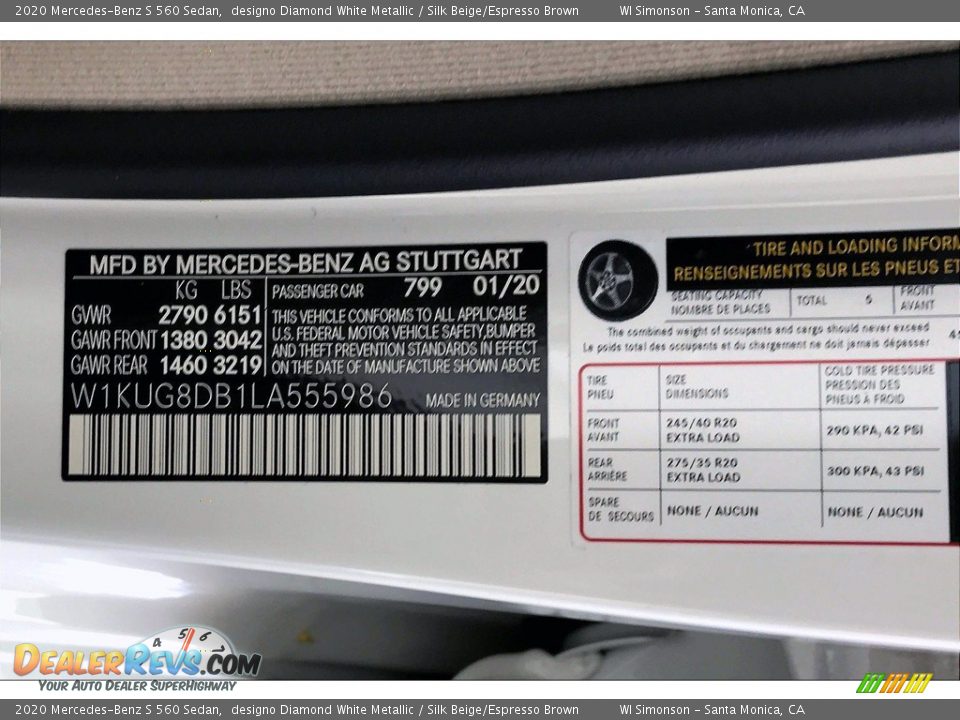 2020 Mercedes-Benz S 560 Sedan,  designo Diamond White Metallic / Silk Beige/Espresso Brown  WI Simonson - Santa Monica, CA
MFD BY MERCEDES-BENZ AG STUTTGART
KG LBS
GVWR 2790 6151
GAWR FRONT 1380 3042
GAWR REAR 1460 3219
PASSENGER CAR 799 01/20
THIS VEHICLE CONFORMS TO ALL APPLICABLE
U.S. FEDERAL MOTOR VEHICLE SAFETY, BUMPER
AND THEFT PREVENTION STANDARDS IN EFFECT
ON THE DATE OF MANUFACTURE SHOWN ABOVE
W1KUG8DB1LA555986 MADE IN GERMANY
TIRE AND LOADING INFORM
RENSEIGNEMENTS SUR LES PNEUS ET
SEATING CAPACITY
NOMBRE DE PLACES
TOTAL 5
FRONT
AVANT
The combined weight of occupants and cargo should never exceed
Le poids total des occupants et du chargement ne doit jamais dépasser
TIRE
PNEU
SIZE
DIMENSIONS
COLD TIRE PRESSURE
PRESSION DES
PNEUS À FROID
FRONT
AVANT
245/40 R20
EXTRA LOAD
290 KPA, 42 PSI
REAR
ARRIÈRE
275/35 R20
EXTRA LOAD
300 KPA, 43 PSI
SPARE
DE SECOURS
NONE / AUCUN
NONE / AUCUN
4 5 6
DEALERREVS.COM
YOUR AUTO DEALER SUPERHIGHWAY
2020 Mercedes-Benz S 560 Sedan,  designo Diamond White Metallic / Silk Beige/Espresso Brown  WI Simonson - Santa Monica, CA